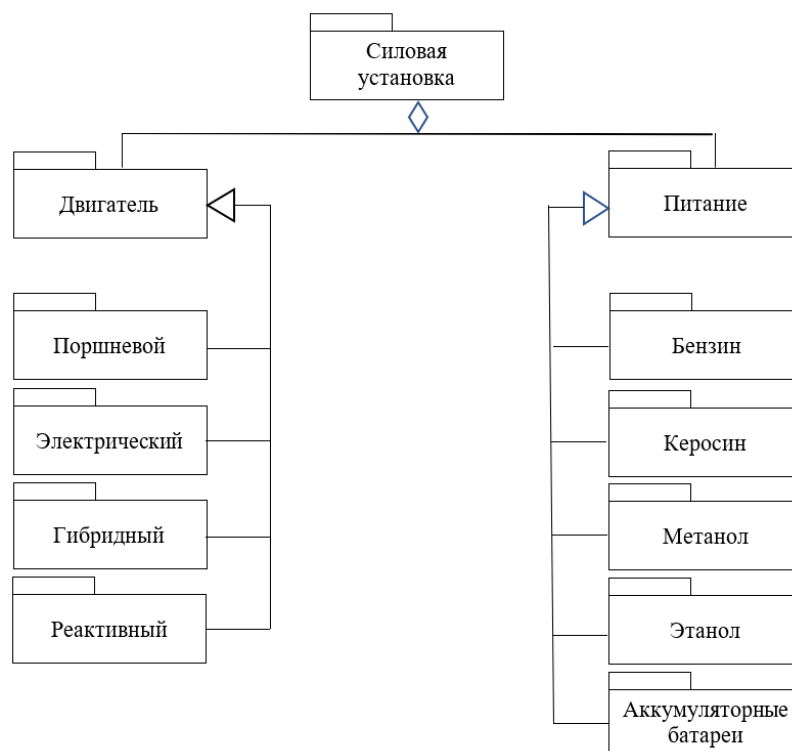 Силовая
установка
Двигатель
Питание
Поршневой
Бензин
Электрический
Керосин
Гибридный
Метанол
Реактивный
Этанол
Аккумуляторные
батареи